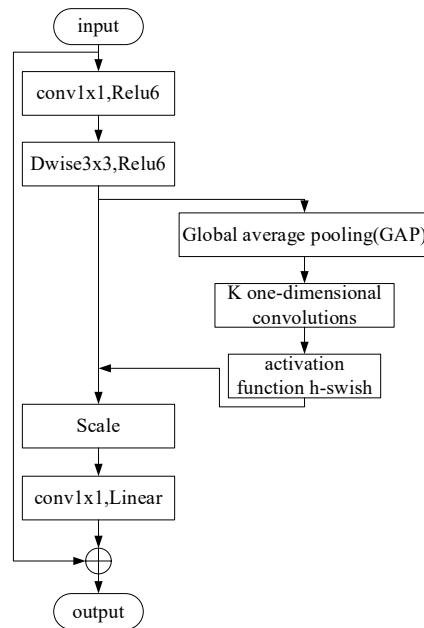 input
conv1x1,Relu6
Dwise3x3,Relu6
Global average pooling(GAP)
K one-dimensional
convolutions
activation
function h-swish
Scale
conv1x1,Linear
output